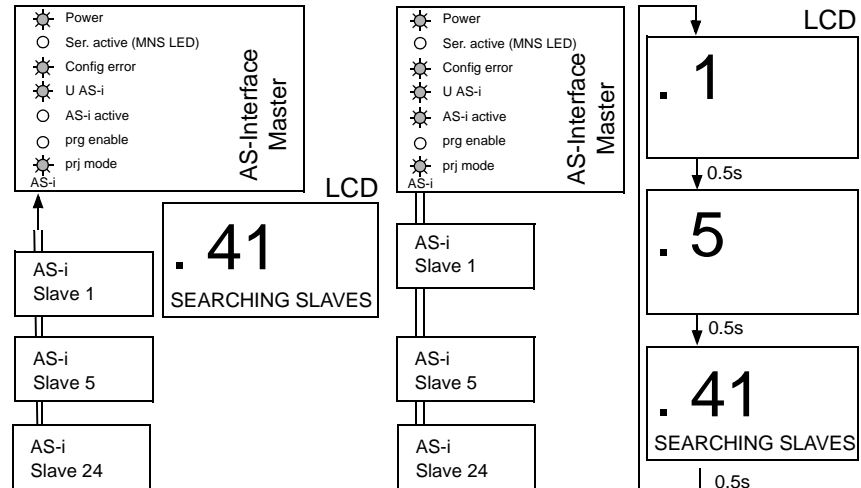 Power
Ser. active (MNS LED)
Config error
U AS-i
AS-i active
prg enable
prj mode
AS-i
AS-Interface
Master
LCD
. 41
SEARCHING SLAVES
AS-i
Slave 1
AS-i
Slave 5
AS-i
Slave 24
Power
Ser. active (MNS LED)
Config error
U AS-i
AS-i active
prg enable
prj mode
AS-i
AS-Interface
Master
AS-i
Slave 1
AS-i
Slave 5
AS-i
Slave 24
LCD
. 1
0.5s
. 5
0.5s
. 41
SEARCHING SLAVES
0.5s